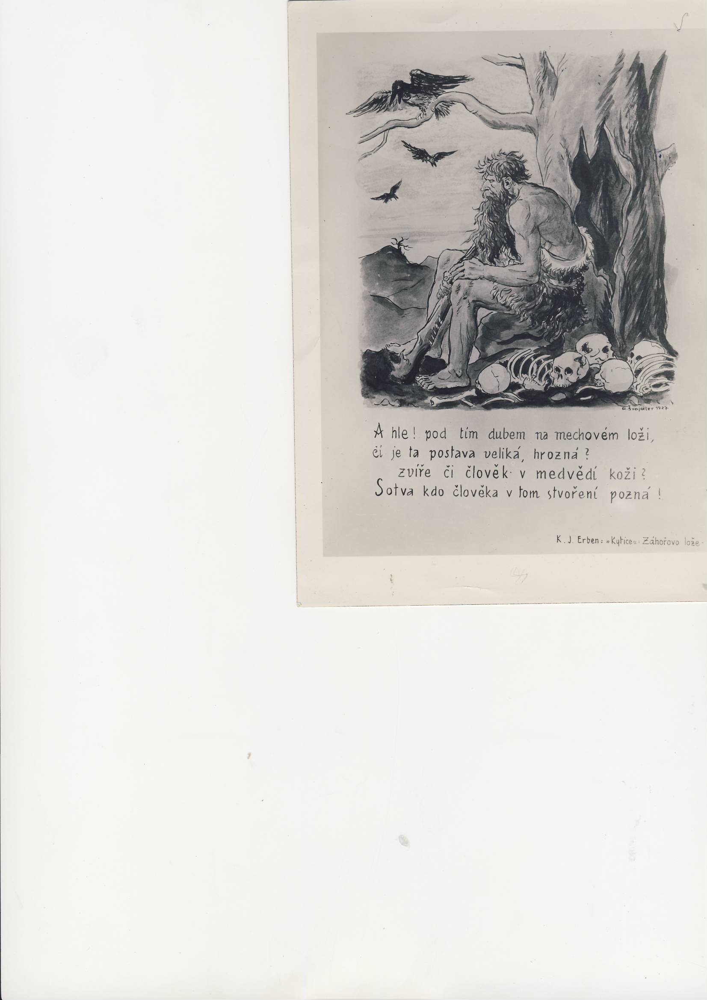 R. Švajdler 1927
A hle! pod tím dubem na mechovém loži,
čí je ta postava veliká, hrozná?
zvíře či člověk v medvědí koži?
Sotva kdo člověka v tom stvoření pozná!
K. J. Erben: »Kytice«: Záhořovo lože.